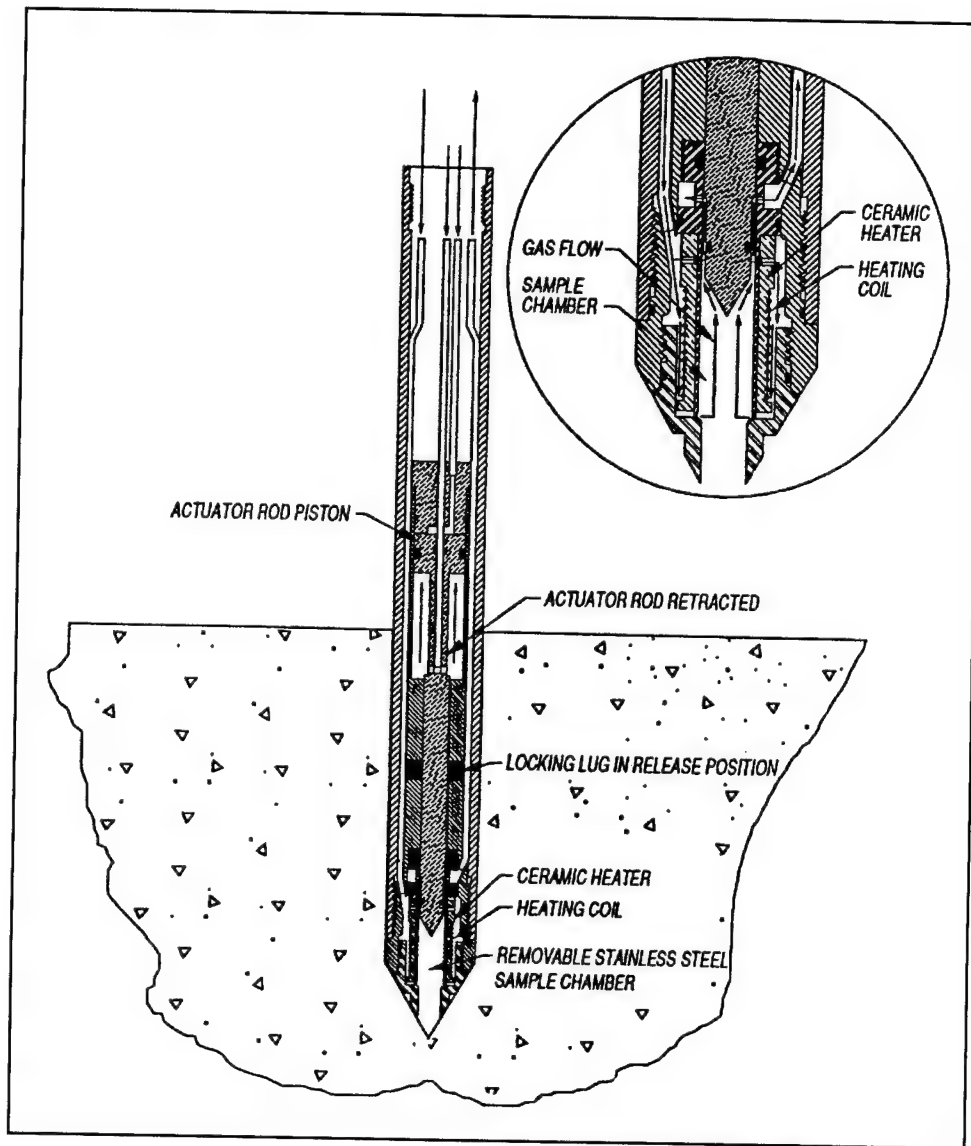 GAS FLOW
SAMPLE
CHAMBER
CERAMIC
HEATER
HEATING
COIL
ACTUATOR ROD PISTON
ACTUATOR ROD RETRACTED
LOCKING LUG IN RELEASE POSITION
CERAMIC HEATER
HEATING COIL
REMOVABLE STAINLESS STEEL
SAMPLE CHAMBER